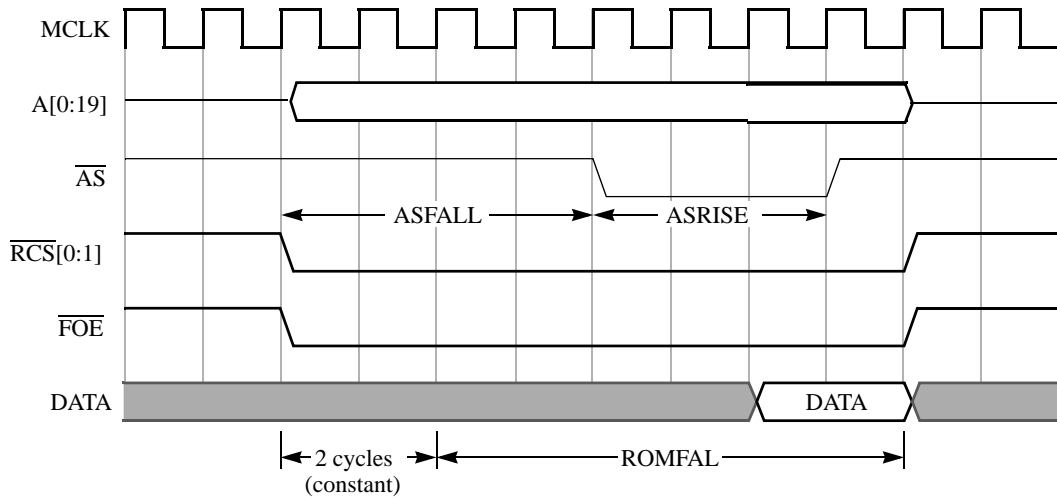 MCLK
A[0:19]
AS
ASFALL
ASRISE
RCS[0:1]
FOE
DATA
DATA
2 cycles
(constant)
ROMFAL